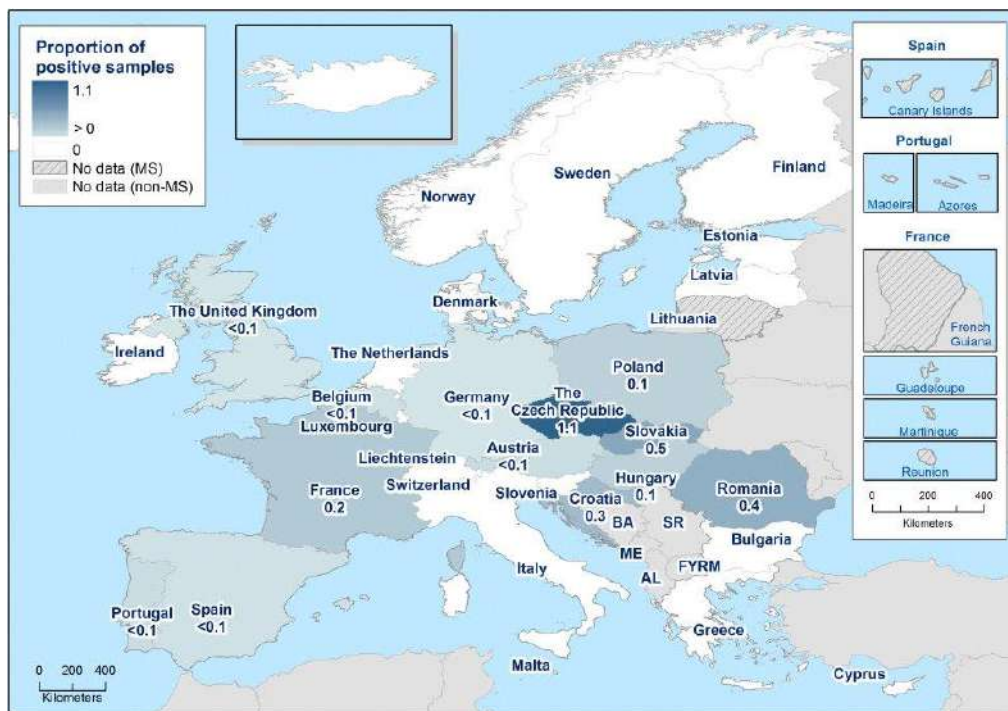 Proportion of
positive samples
1.1
> 0
0
No data (MS)
No data (non-MS)
Norway
Sweden
Finland
Estonia
Latvia
Lithuania
Denmark
The United Kingdom
<0.1
Ireland
The Netherlands
Belgium
<0.1
Luxembourg
Germany
<0.1
Poland
0.1
The
Czech Republic
1.1
Slovakia
0.5
Austria
<0.1
Liechtenstein
Switzerland
France
0.2
Slovenia
Croatia
0.3
Hungary
0.1
Romania
0.4
BA
SR
ME
Bulgaria
AL
FYRM
Italy
Portugal
<0.1
Spain
<0.1
Greece
Malta
Cyprus
0 200 400
Kilometers
Spain
Canary Islands
Portugal
Madeira
Azores
France
French
Guiana
Guadeloupe
Martinique
Reunion
0 200 400
Kilometers